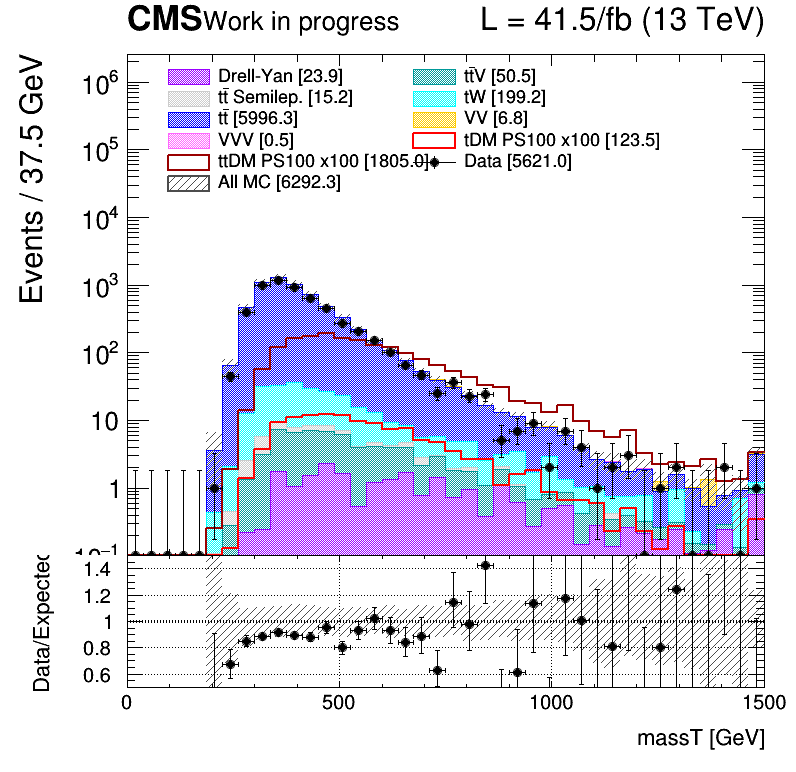 CMS Work in progress L = 41.5/fb (13 TeV)
Events / 37.5 GeV
10⁶
10⁵
10⁴
10³
10²
10
1
10⁻¹
Drell-Yan [23.9] tt̄V [50.5]
tt̄ Semilep. [15.2] tW [199.2]
tt̄ [5996.3] VV [6.8]
VVV [0.5] tDM PS100 x100 [123.5]
ttDM PS100 x100 [1805.0] Data [5621.0]
All MC [6292.3]
Data/Expected
1.4
1.2
1
0.8
0.6
0 500 1000 1500
massT [GeV]